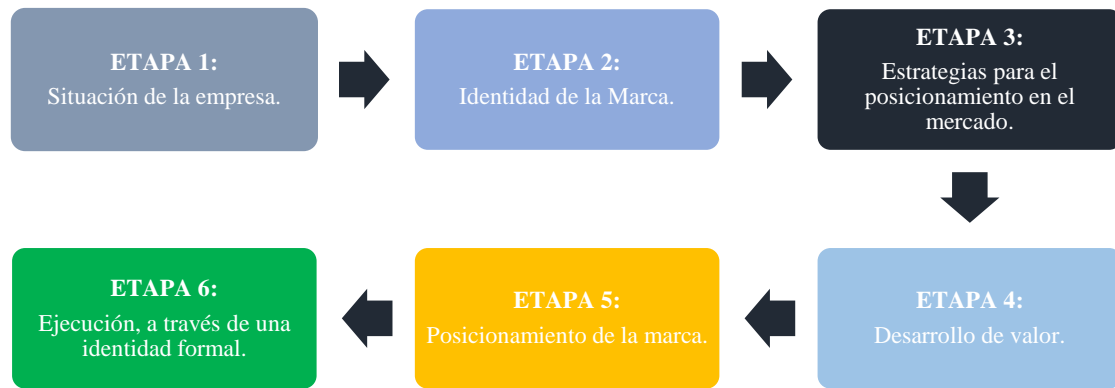 ETAPA 1:
Situación de la empresa.
ETAPA 2:
Identidad de la Marca.
ETAPA 3:
Estrategias para el
posicionamiento en el
mercado.
ETAPA 4:
Desarrollo de valor.
ETAPA 5:
Posicionamiento de la marca.
ETAPA 6:
Ejecución, a través de una
identidad formal.